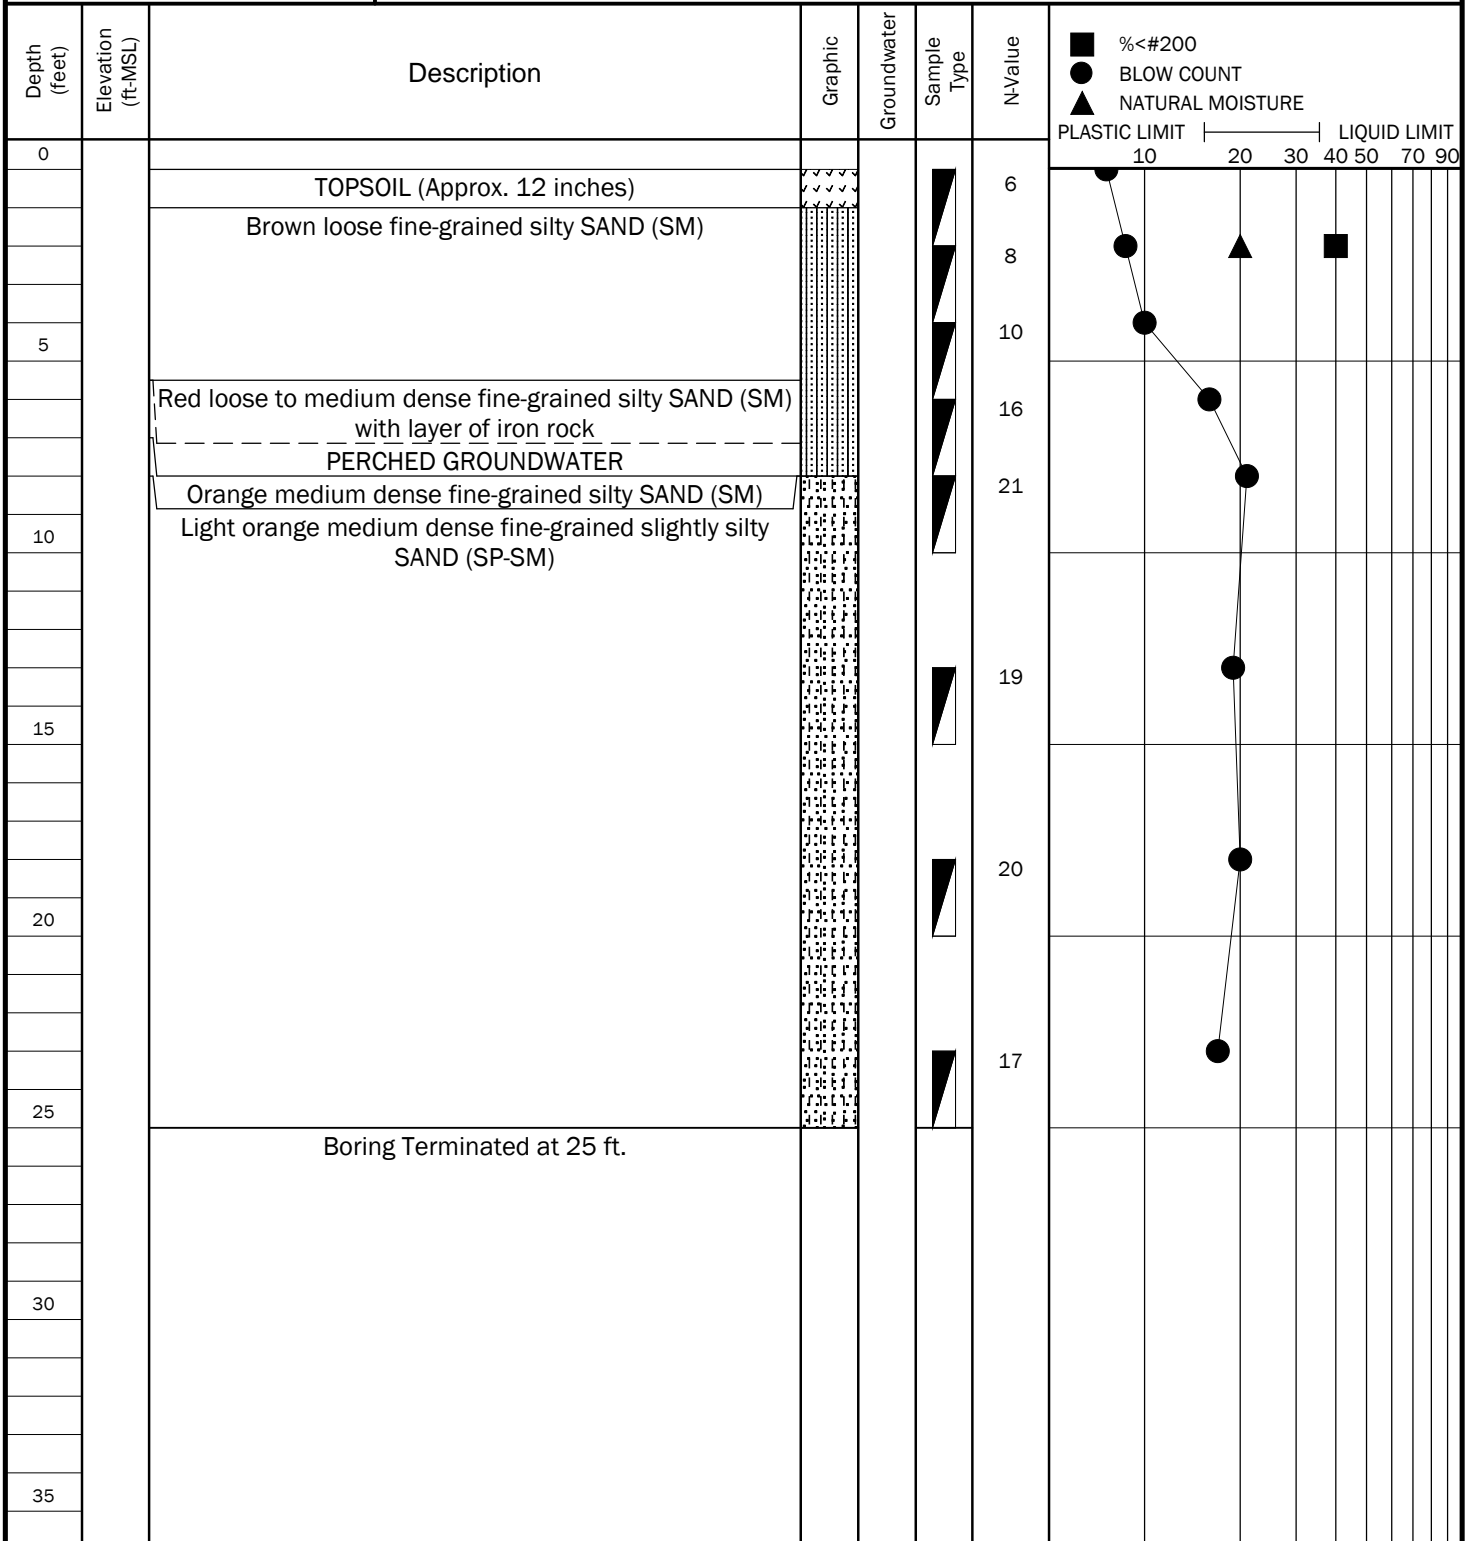 Depth
(feet)
Elevation
(ft-MSL)
Description
Graphic
Groundwater
Sample
Type
N-Value
%<#200
BLOW COUNT
NATURAL MOISTURE
PLASTIC LIMIT
LIQUID LIMIT
10 20 30 40 50 70 90
0
TOPSOIL (Approx. 12 inches)
6
Brown loose fine-grained silty SAND (SM)
8
10
5
Red loose to medium dense fine-grained silty SAND (SM)
with layer of iron rock
16
PERCHED GROUNDWATER
Orange medium dense fine-grained silty SAND (SM)
21
Light orange medium dense fine-grained slightly silty
SAND (SP-SM)
10
19
15
20
20
17
25
Boring Terminated at 25 ft.
30
35